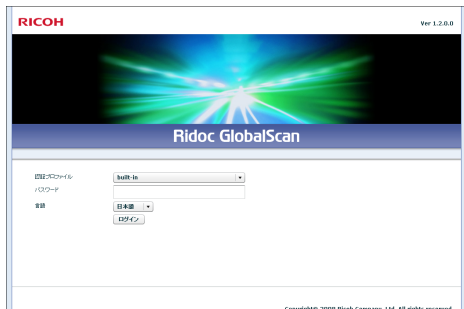 RICOH
Ver 1.2.0.0
Ridoc GlobalScan
認証プロファイル
built-in
パスワード
言語
日本語
ログイン